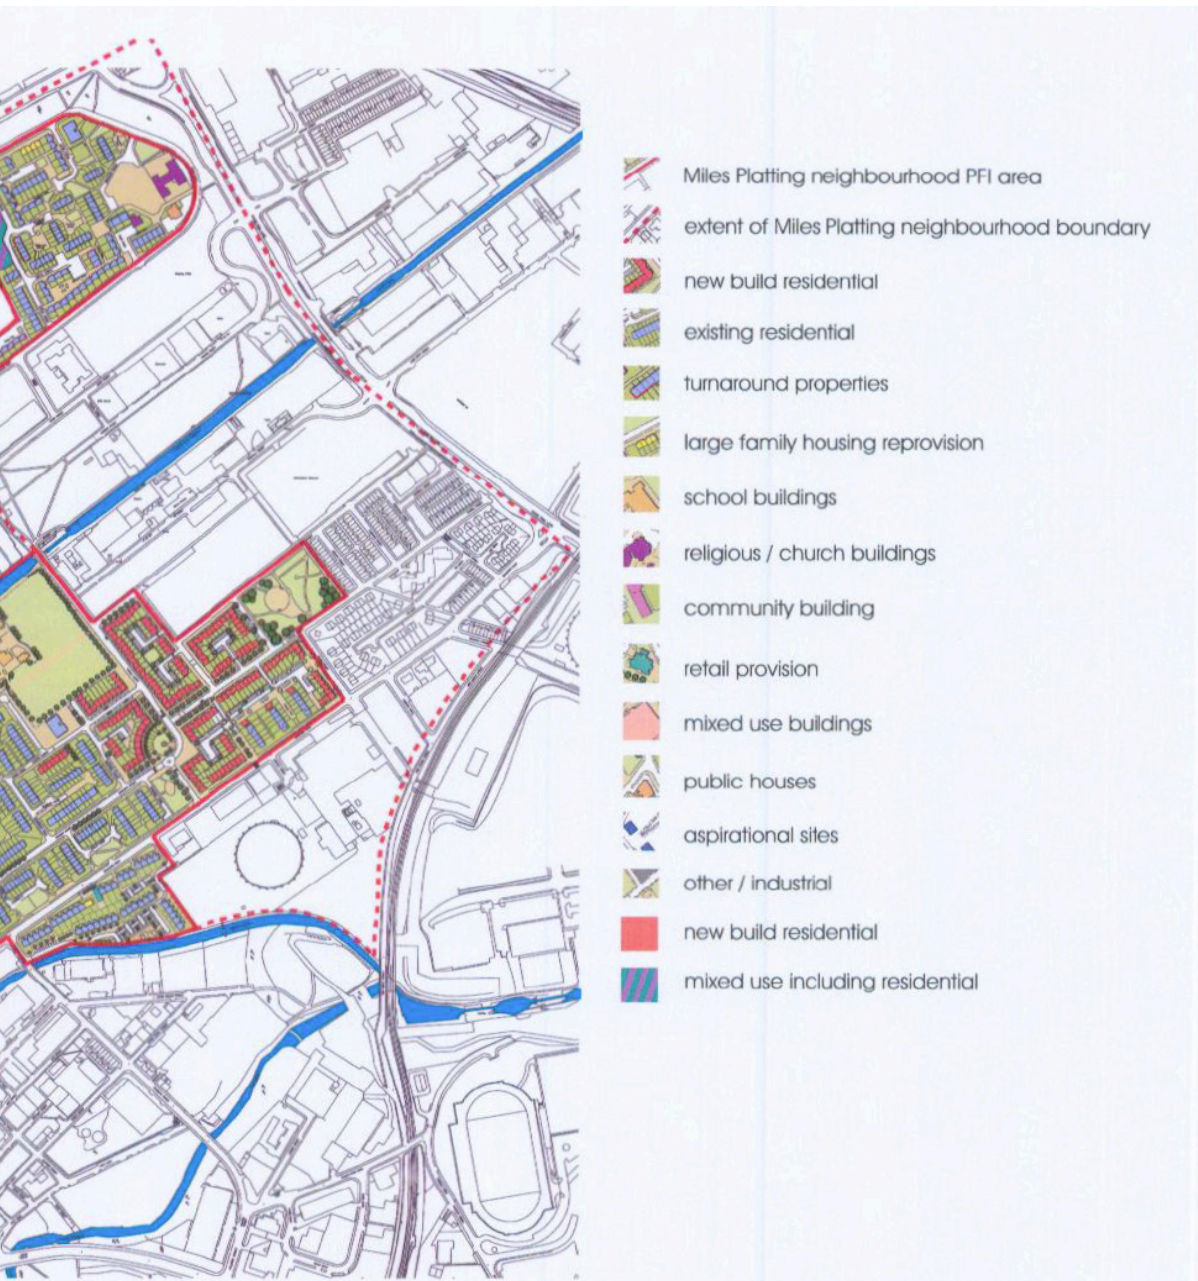 Miles Platting neighbourhood PFI area
extent of Miles Platting neighbourhood boundary
new build residential
existing residential
turnaround properties
large family housing reprovision
school buildings
religious / church buildings
community building
retail provision
mixed use buildings
public houses
aspirational sites
other / industrial
new build residential
mixed use including residential